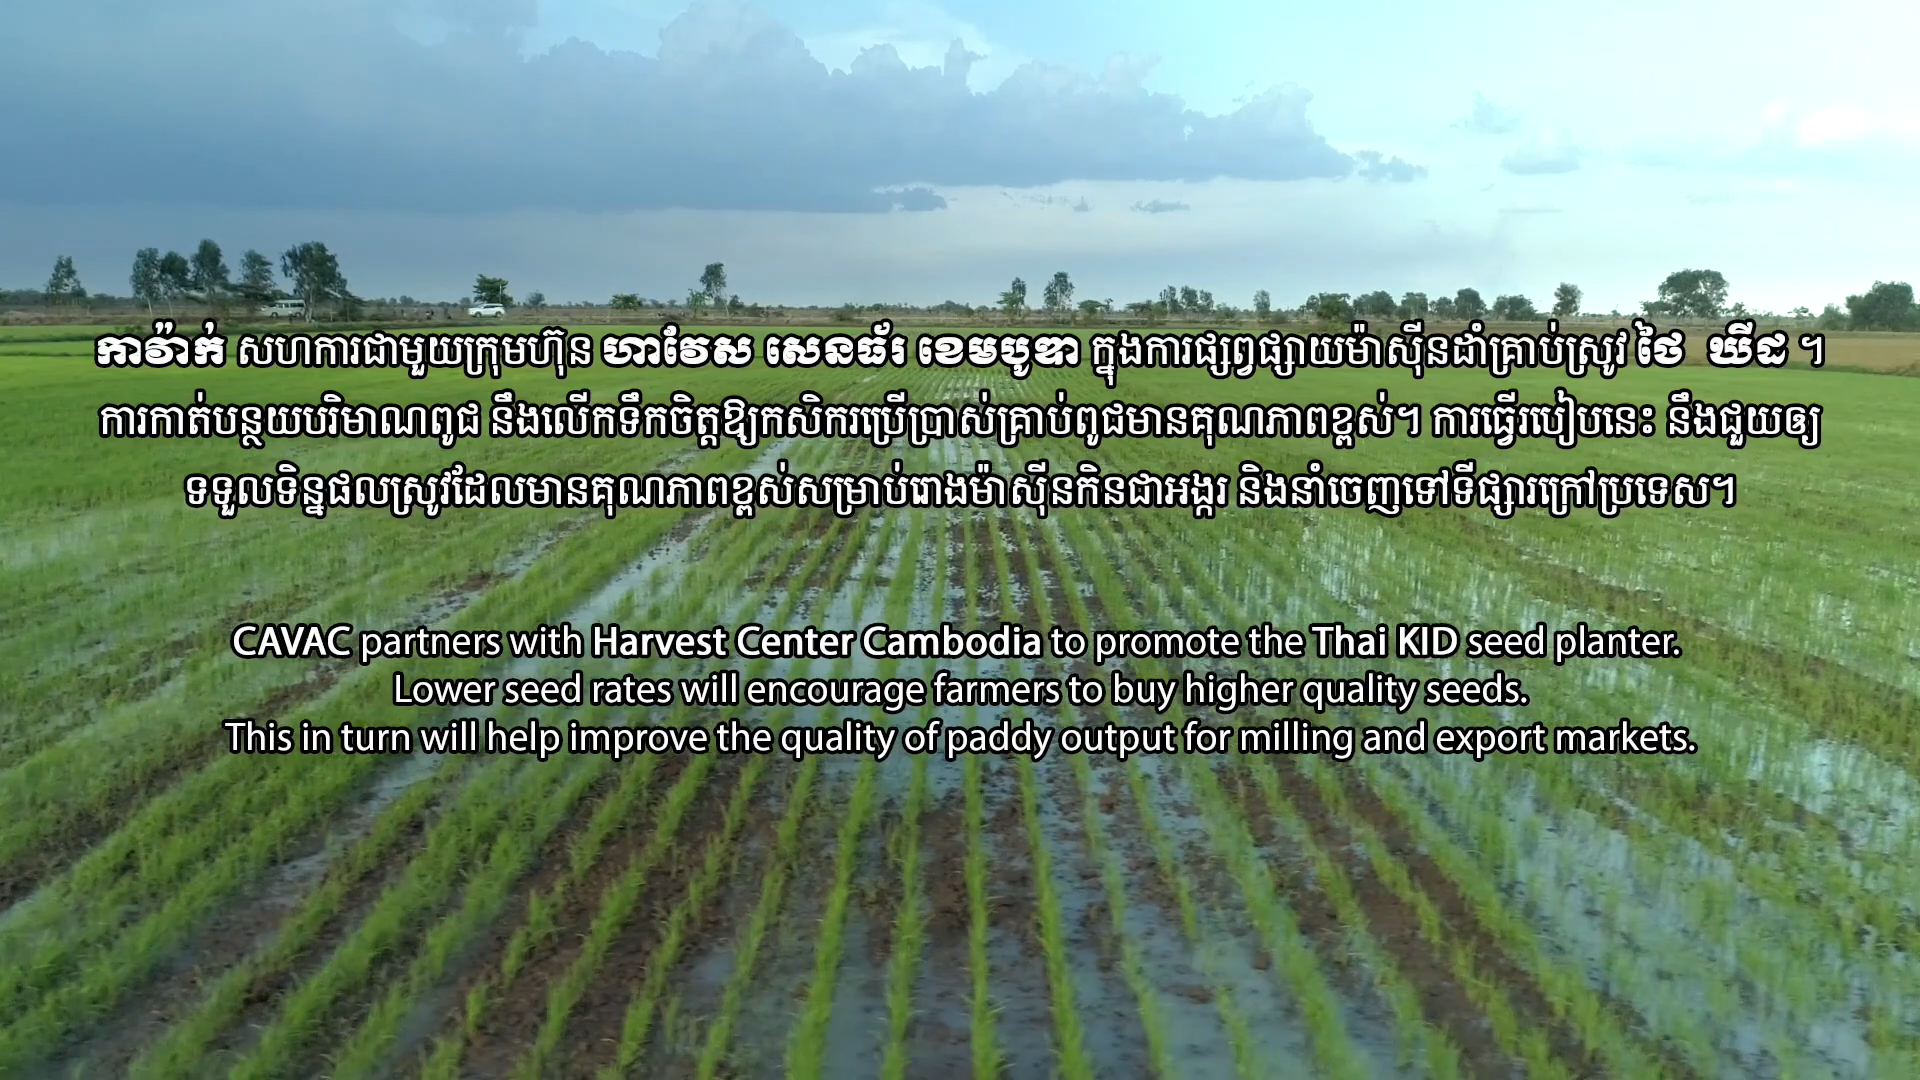 កាវ៉ាក់ សហការជាមួយក្រុមហ៊ុន ហាវែស សេនធ័រ ខេមបូឌា ក្នុងការផ្សព្វផ្សាយម៉ាស៊ីនដាំគ្រាប់ស្រូវ ថៃ ឃីដ ។
ការកាត់បន្ថយបរិមាណពូជ នឹងលើកទឹកចិត្តឱ្យកសិករប្រើប្រាស់គ្រាប់ពូជមានគុណភាពខ្ពស់។ ការធ្វើរបៀបនេះ នឹងជួយឲ្យ
ទទួលទិន្នផលស្រូវដែលមានគុណភាពខ្ពស់សម្រាប់រោងម៉ាស៊ីនកិនជាអង្ករ និងនាំចេញទៅទីផ្សារក្រៅប្រទេស។
CAVAC partners with Harvest Center Cambodia to promote the Thai KID seed planter.
Lower seed rates will encourage farmers to buy higher quality seeds.
This in turn will help improve the quality of paddy output for milling and export markets.